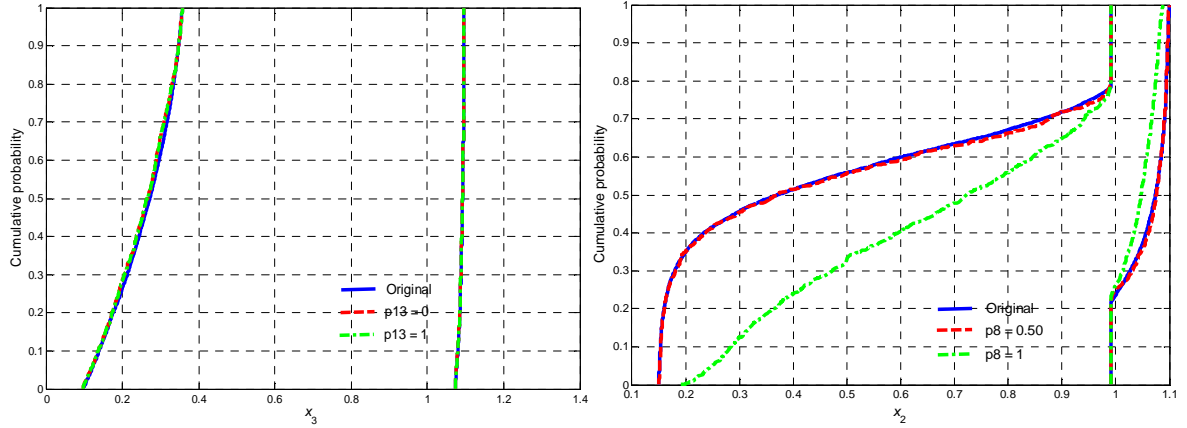 Cumulative probability
1
0.9
0.8
0.7
0.6
0.5
0.4
0.3
0.2
0.1
0
0 0.2 0.4 0.6 0.8 1 1.2 1.4
x3
Original
p13 = 0
p13 = 1
Cumulative probability
1
0.9
0.8
0.7
0.6
0.5
0.4
0.3
0.2
0.1
0
0.1 0.2 0.3 0.4 0.5 0.6 0.7 0.8 0.9 1 1.1
x2
Original
p8 = 0.50
p8 = 1